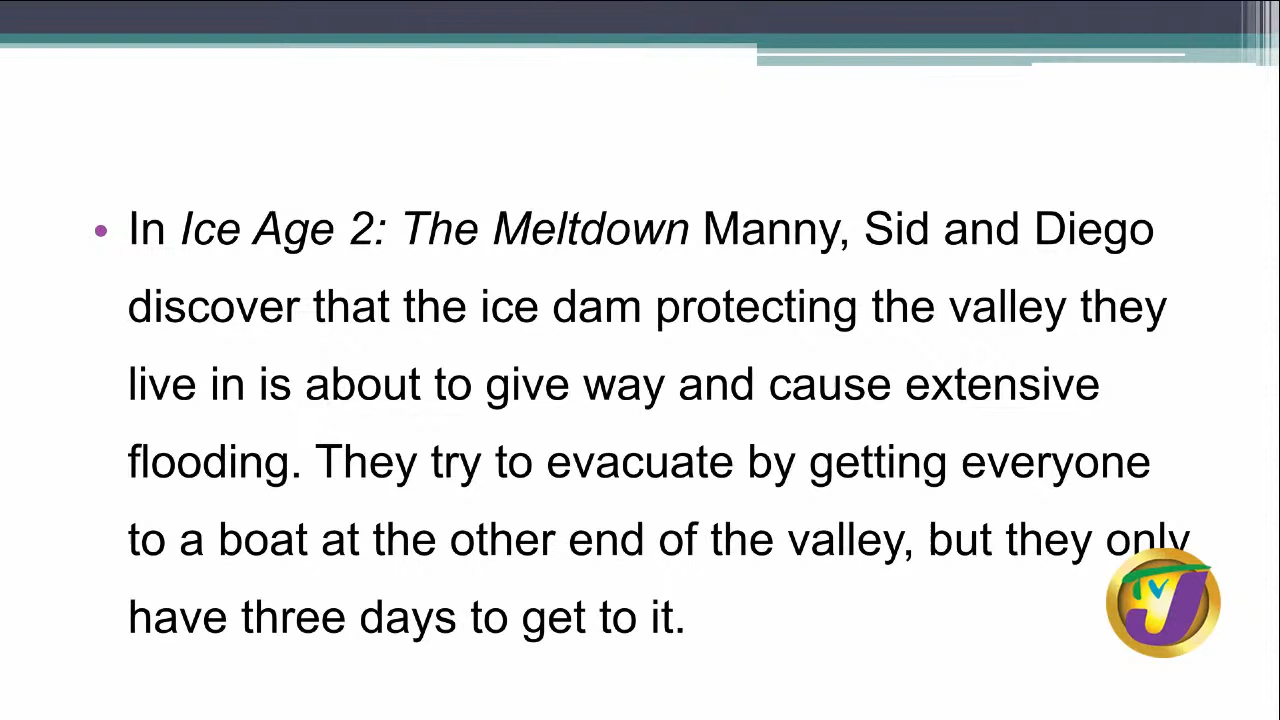 • In Ice Age 2: The Meltdown Manny, Sid and Diego
discover that the ice dam protecting the valley they
live in is about to give way and cause extensive
flooding. They try to evacuate by getting everyone
to a boat at the other end of the valley, but they only
have three days to get to it.
TVJ